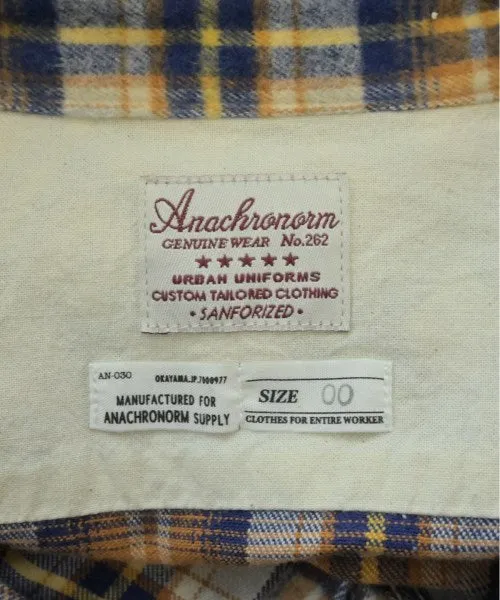 Anachronorm
GENUINE WEAR No.262
★★★★★
URBAN UNIFORMS
CUSTOM TAILORED CLOTHING
• SANFORIZED •
AN-030 OKAYAMA.JP.7000977
MANUFACTURED FOR
ANACHRONORM SUPPLY
SIZE 00
CLOTHES FOR ENTIRE WORKER